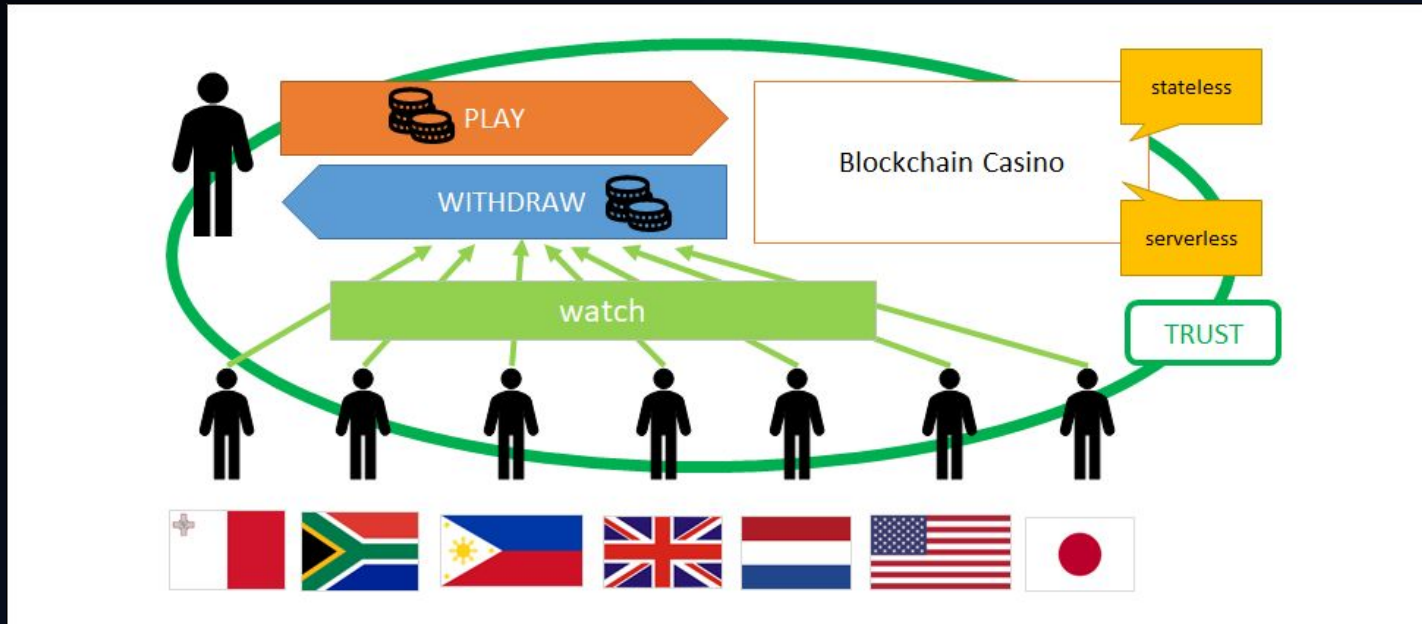 PLAY
WITHDRAW
Blockchain Casino
stateless
serverless
watch
TRUST